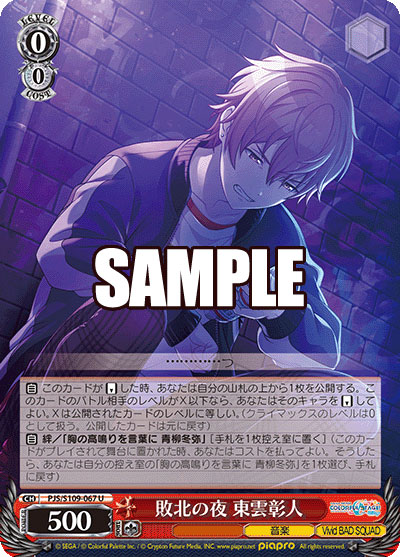 LEVEL
0
0
COST
SAMPLE
…………つ
このカードが した時、あなたは自分の山札の上から1枚を公開する。こ
のカードのバトル相手のレベルがX以下なら、あなたはそのキャラを し
てよい。Xは公開されたカードのレベルに等しい。(クライマックスのレベルは0
として扱う。公開したカードは元に戻す)
絆/「胸の高鳴りを言葉に 青柳冬弥」[手札を1枚控え室に置く](このカー
ドがプレイされて舞台に置かれた時、あなたはコストを払ってよい。そうした
ら、あなたは自分の控え室の「胸の高鳴りを言葉に 青柳冬弥」を1枚選び、手札
に戻す)
CH PJS/S109-067 U
500
敗北の夜 東雲彰人
COLORFUL STAGE!
音楽
Vivid BAD SQUAD
© SEGA / © Colorful Palette Inc. / © Crypton Future Media, INC. www.piapro.net piapro All rights reserved.